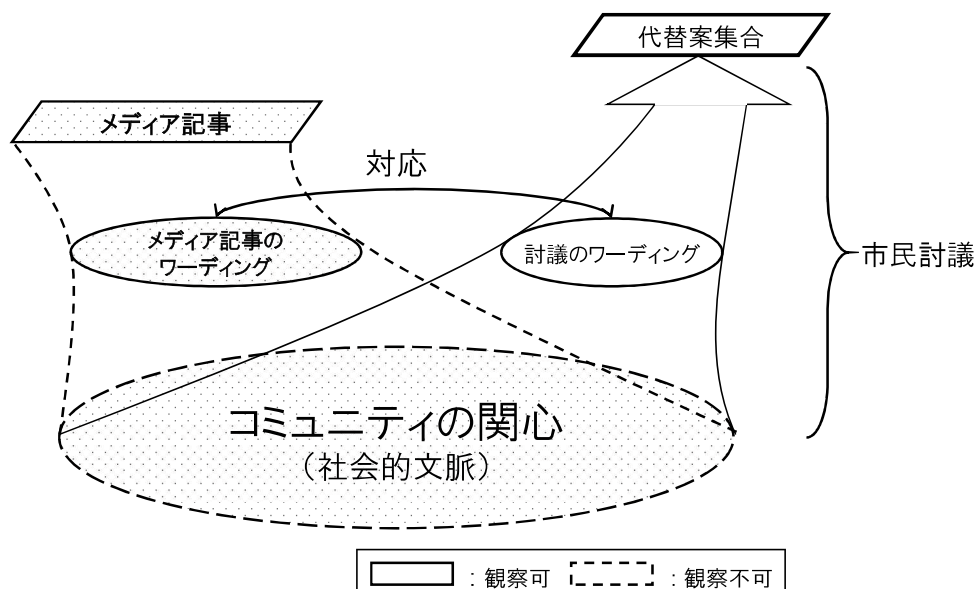 代替案集合
メディア記事
対応
メディア記事の
ワーディング
討議のワーディング
市民討議
コミュニティの関心
（社会的文脈）
：観察可
：観察不可